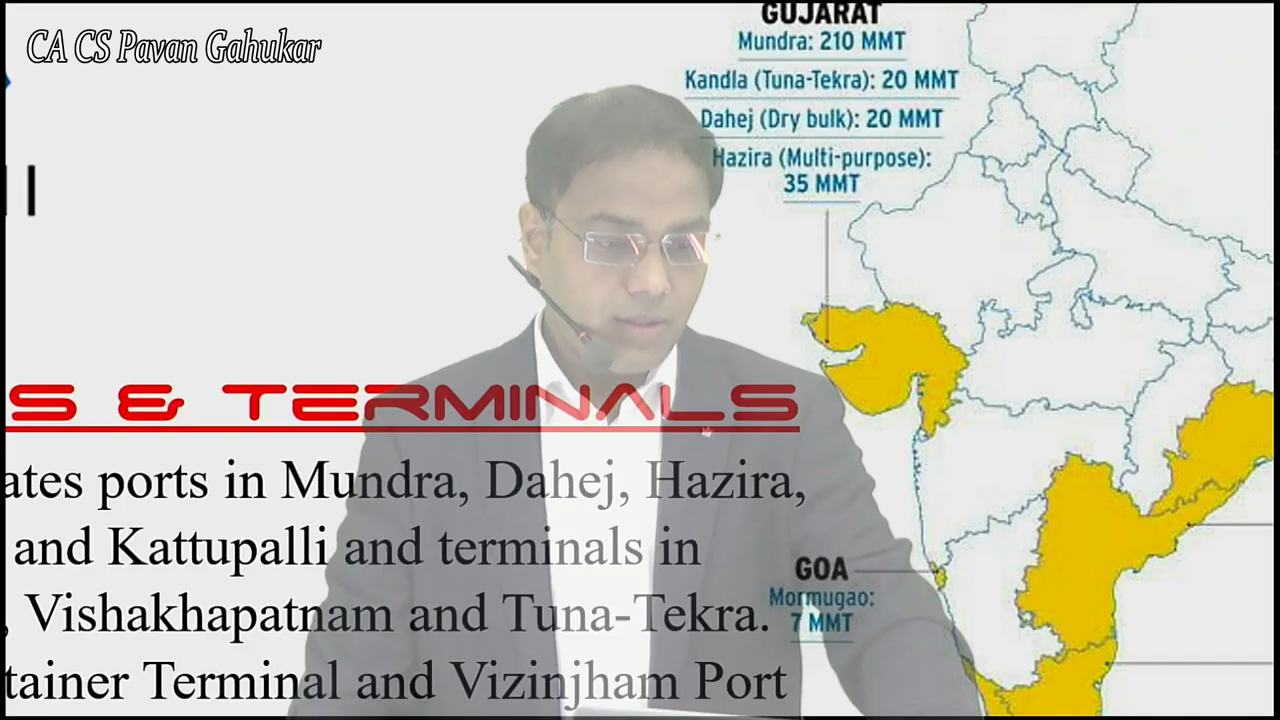 CA CS Pavan Gahukar
GUJARAT
Mundra: 210 MMT
Kandla (Tuna-Tekra): 20 MMT
Dahej (Dry bulk): 20 MMT
Hazira (Multi-purpose):
35 MMT
S & TERMINALS
ates ports in Mundra, Dahej, Hazira,
and Kattupalli and terminals in
, Vishakhapatnam and Tuna-Tekra.
tainer Terminal and Vizinjham Port
GOA
Mormugao:
7 MMT